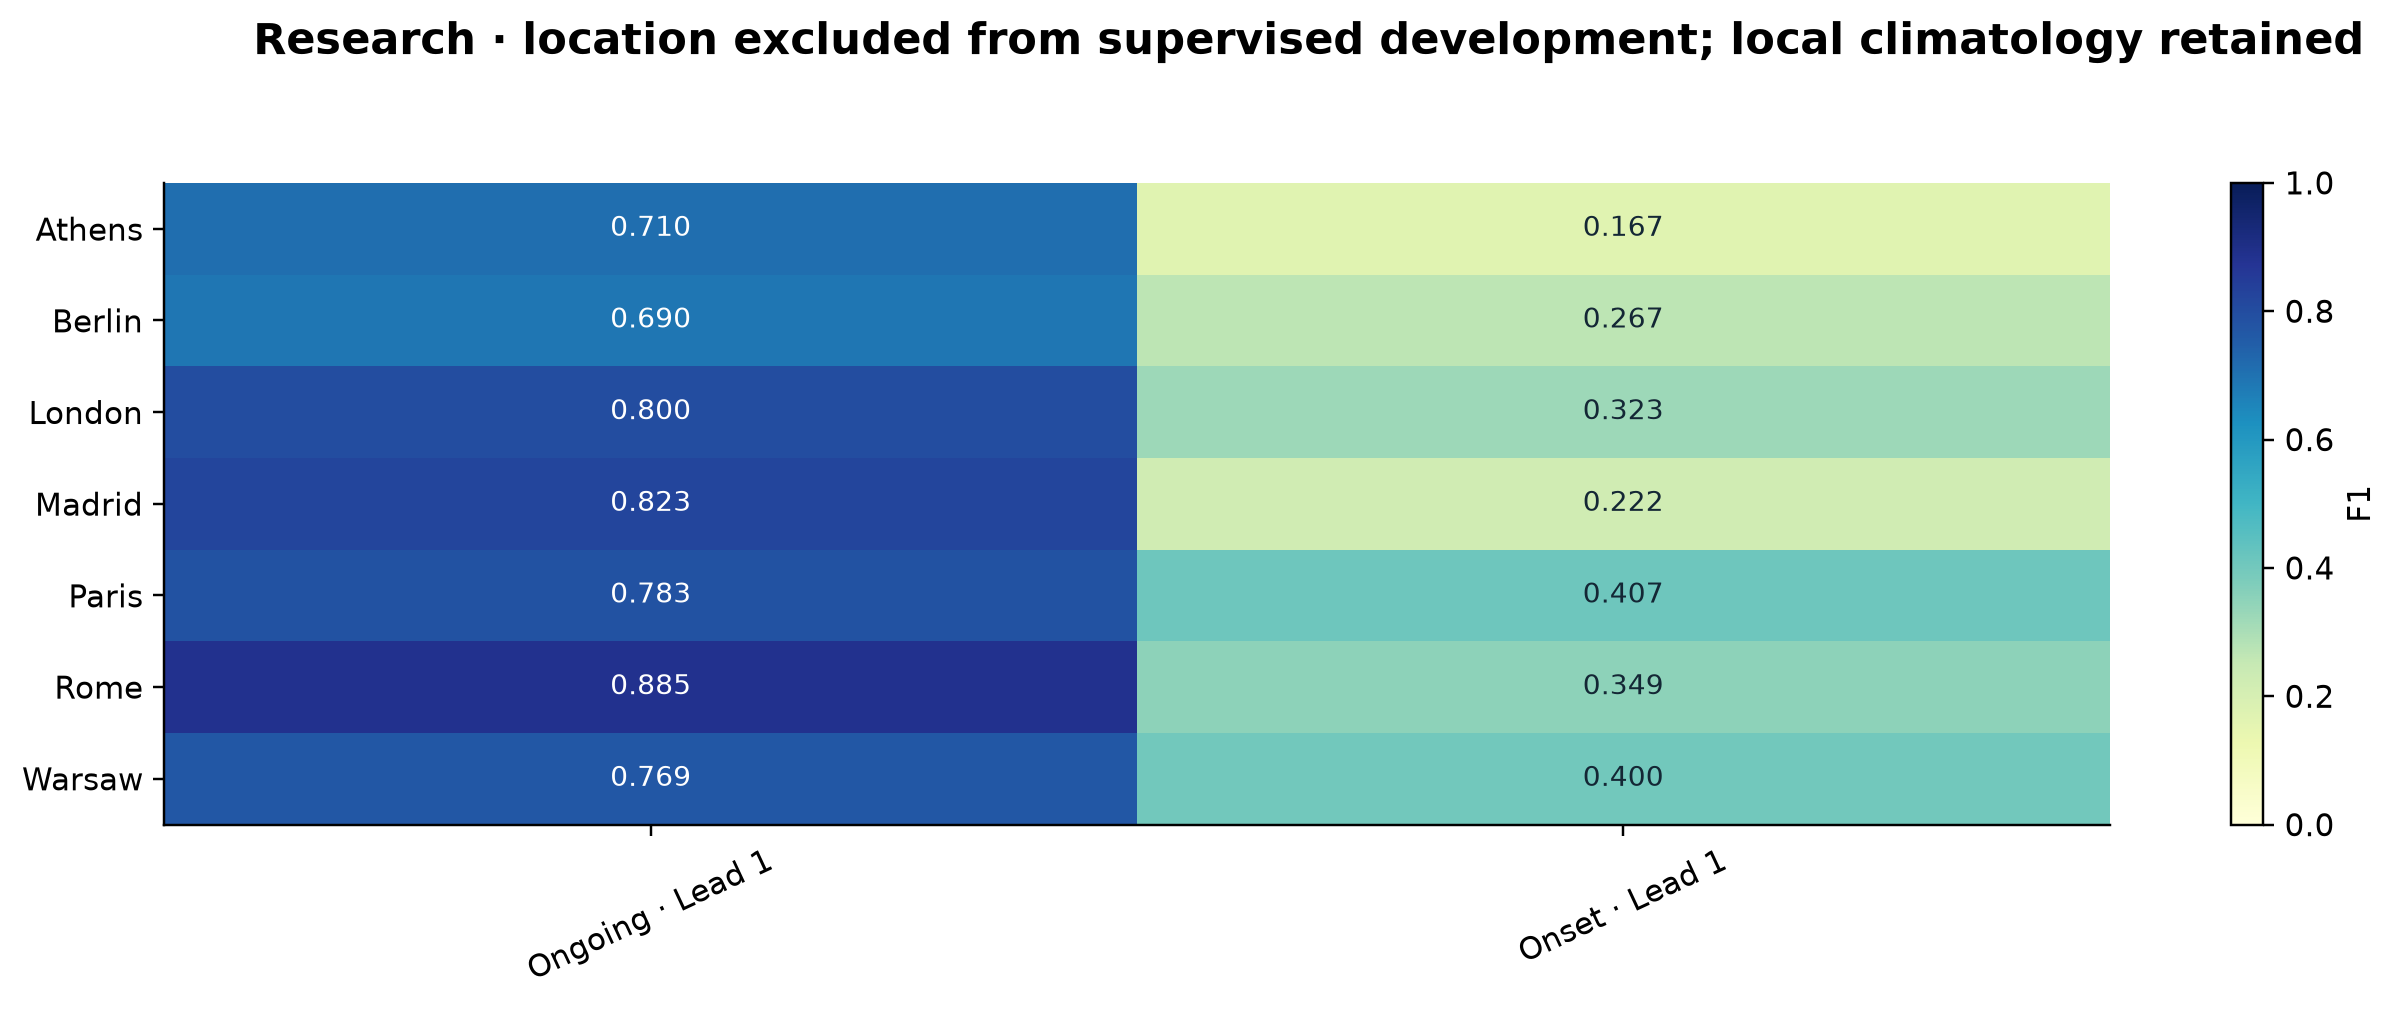 Research · location excluded from supervised development; local climatology retained
Athens 0.710 0.167
Berlin 0.690 0.267
London 0.800 0.323
Madrid 0.823 0.222
Paris 0.783 0.407
Rome 0.885 0.349
Warsaw 0.769 0.400
Ongoing · Lead 1
Onset · Lead 1
1.0
0.8
0.6
0.4
0.2
0.0
F1